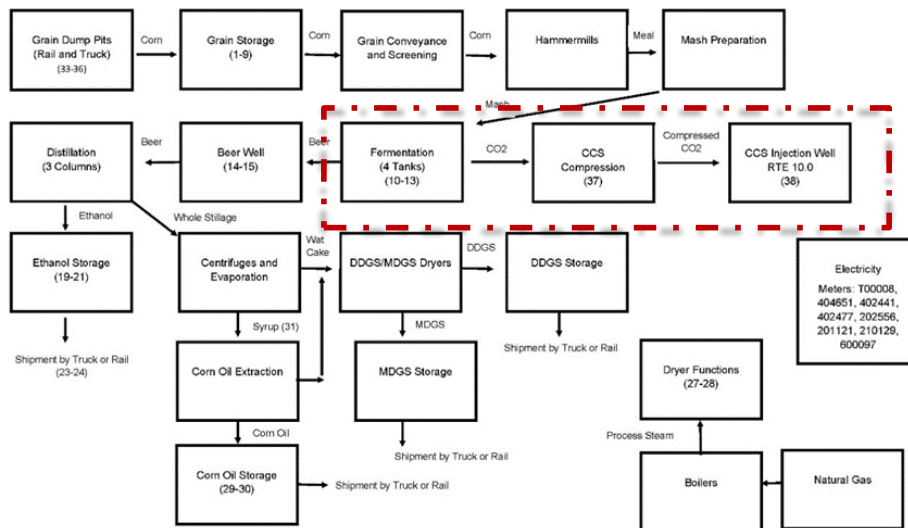 Grain Dump Pits
(Rail and Truck)
(33-36)
Corn
Grain Storage
(1-9)
Corn
Grain Conveyance
and Screening
Corn
Hammermills
Meal
Mash Preparation
Mash
Distillation
(3 Columns)
Beer
Beer Well
(14-15)
Beer
Fermentation
(4 Tanks)
(10-13)
CO2
CCS
Compression
(37)
Compressed
CO2
CCS Injection Well
RTE 10.0
(38)
Ethanol
Whole Stillage
Ethanol Storage
(19-21)
Centrifuges and
Evaporation
Wat
Cake
DDGS/MDGS Dryers
DDGS
DDGS Storage
Electricity
Meters: T00008,
404651, 402441,
402477, 202556,
201121, 210129,
600097
Shipment by Truck or Rail
(23-24)
Syrup (31)
MDGS
Shipment by Truck or Rail
Corn Oil Extraction
MDGS Storage
Dryer Functions
(27-28)
Corn Oil
Process Steam
Shipment by Truck or Rail
Corn Oil Storage
(29-30)
Shipment by Truck or Rail
Boilers
Natural Gas